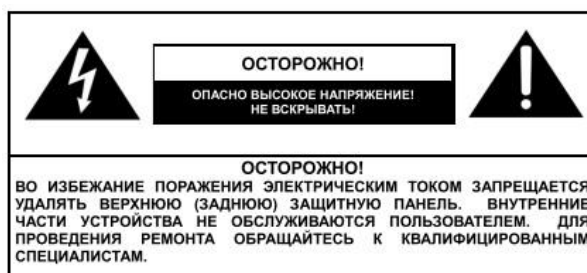 ОСТОРОЖНО!
ОПАСНО ВЫСОКОЕ НАПРЯЖЕНИЕ!
НЕ ВСКРЫВАТЬ!
ОСТОРОЖНО!
ВО ИЗБЕЖАНИЕ ПОРАЖЕНИЯ ЭЛЕКТРИЧЕСКИМ ТОКОМ ЗАПРЕЩАЕТСЯ
УДАЛЯТЬ ВЕРХНЮЮ (ЗАДНЮЮ) ЗАЩИТНУЮ ПАНЕЛЬ. ВНУТРЕННИЕ
ЧАСТИ УСТРОЙСТВА НЕ ОБСЛУЖИВАЮТСЯ ПОЛЬЗОВАТЕЛЕМ. ДЛЯ
ПРОВЕДЕНИЯ РЕМОНТА ОБРАЩАЙТЕСЬ К КВАЛИФИЦИРОВАННЫМ
СПЕЦИАЛИСТАМ.